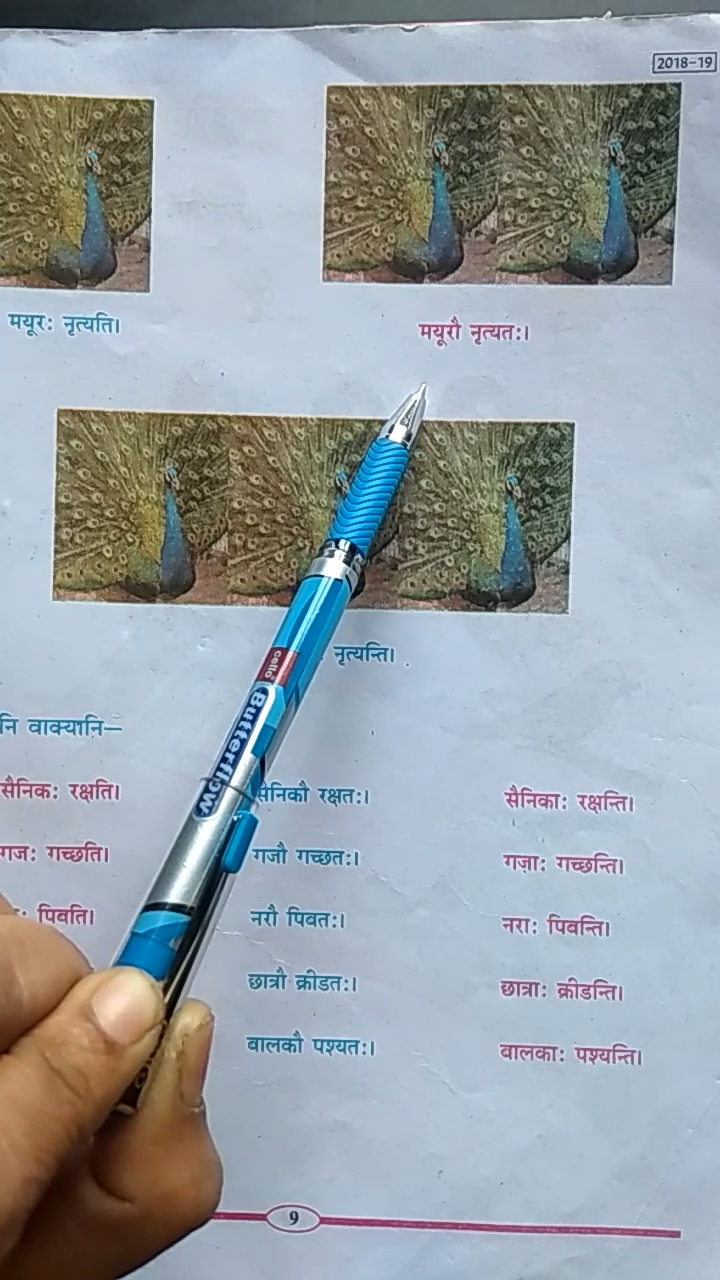 2018-19
मयूरः नृत्यति।
मयूरौ नृत्यतः।
नृत्यन्ति।
वाक्यानि—
सैनिकः रक्षति।
सैनिकौ रक्षतः।
सैनिकाः रक्षन्ति।
गजः गच्छति।
गजौ गच्छतः।
गज़ाः गच्छन्ति।
पिबति।
नरौ पिबतः।
नराः पिबन्ति।
छात्रौ क्रीडतः।
छात्राः क्रीडन्ति।
बालकौ पश्यतः।
बालकाः पश्यन्ति।
cello
Butterflow
9